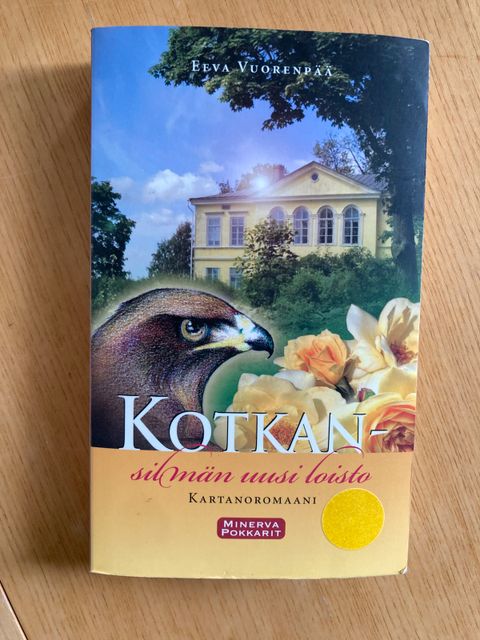 Eeva Vuorenpää
Kotkan-
silmän uusi loisto
Kartanoromaani
Minerva
Pokkarit